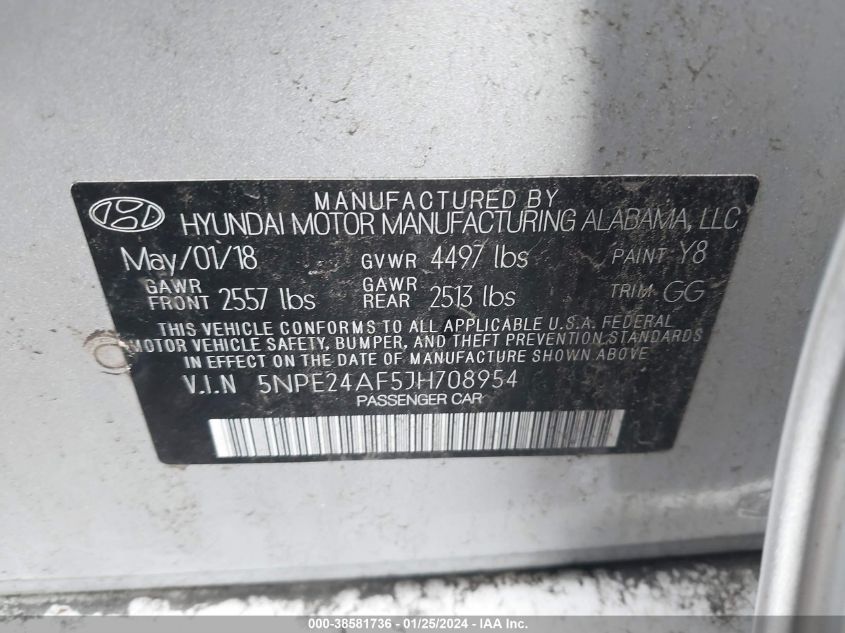 MANUFACTURED BY
HYUNDAI MOTOR MANUFACTURING ALABAMA, LLC
May/01/18 GVWR 4497 lbs PAINT Y8
GAWR FRONT 2557 lbs GAWR REAR 2513 lbs TRIM GG
THIS VEHICLE CONFORMS TO ALL APPLICABLE U.S.A. FEDERAL
MOTOR VEHICLE SAFETY, BUMPER, AND THEFT PREVENTION STANDARDS
IN EFFECT ON THE DATE OF MANUFACTURE SHOWN ABOVE
V.I.N 5NPE24AF5JH708954
PASSENGER CAR
000-38581736 - 01/25/2024 - IAA Inc.